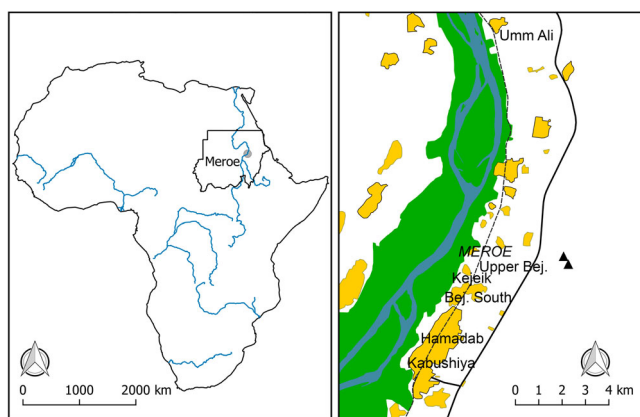 Meroe
0 1000 2000 km
Umm Ali
MEROE
Upper Bej.
Kejeik
Bej. South
Hamadab
Kabushiya
0 1 2 3 4 km